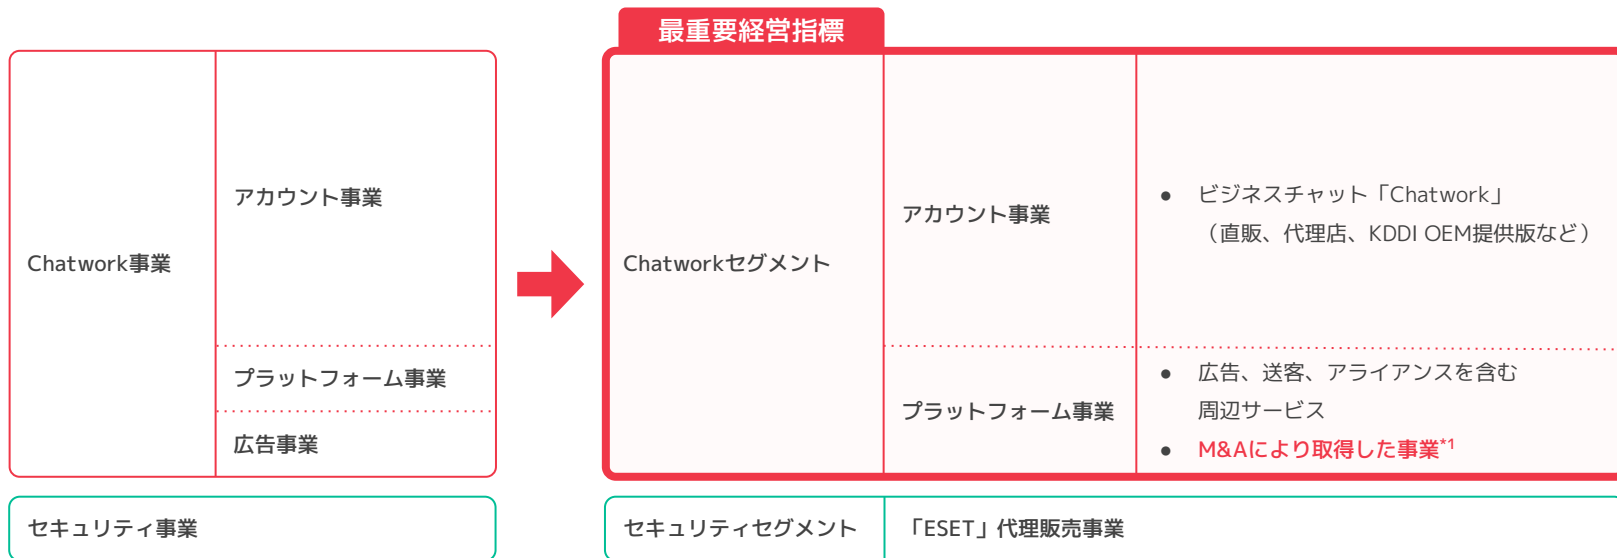 最重要経営指標
Chatwork事業
アカウント事業
プラットフォーム事業
広告事業
セキュリティ事業
Chatworkセグメント
アカウント事業
● ビジネスチャット「Chatwork」
（直販、代理店、KDDI OEM提供版など）
プラットフォーム事業
● 広告、送客、アライアンスを含む
周辺サービス
● M&Aにより取得した事業*1
セキュリティセグメント
「ESET」代理販売事業